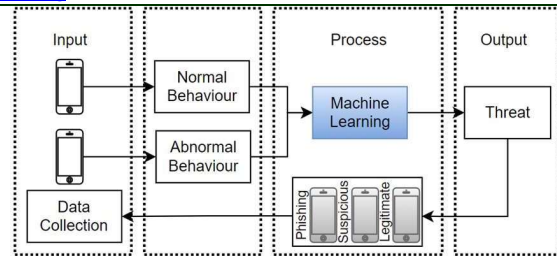 Input
Process
Output
Normal
Behaviour
Machine
Learning
Threat
Abnormal
Behaviour
Data
Collection
Phishing
Suspicious
Legitimate